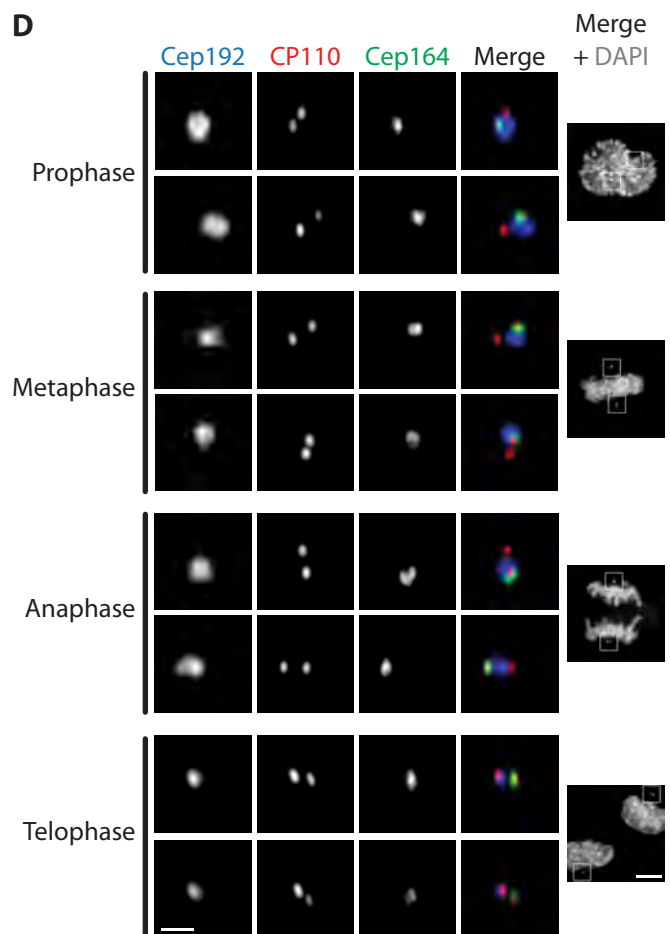 D
Merge
Cep192 CP110 Cep164 Merge + DAPI
Prophase
Metaphase
Anaphase
Telophase